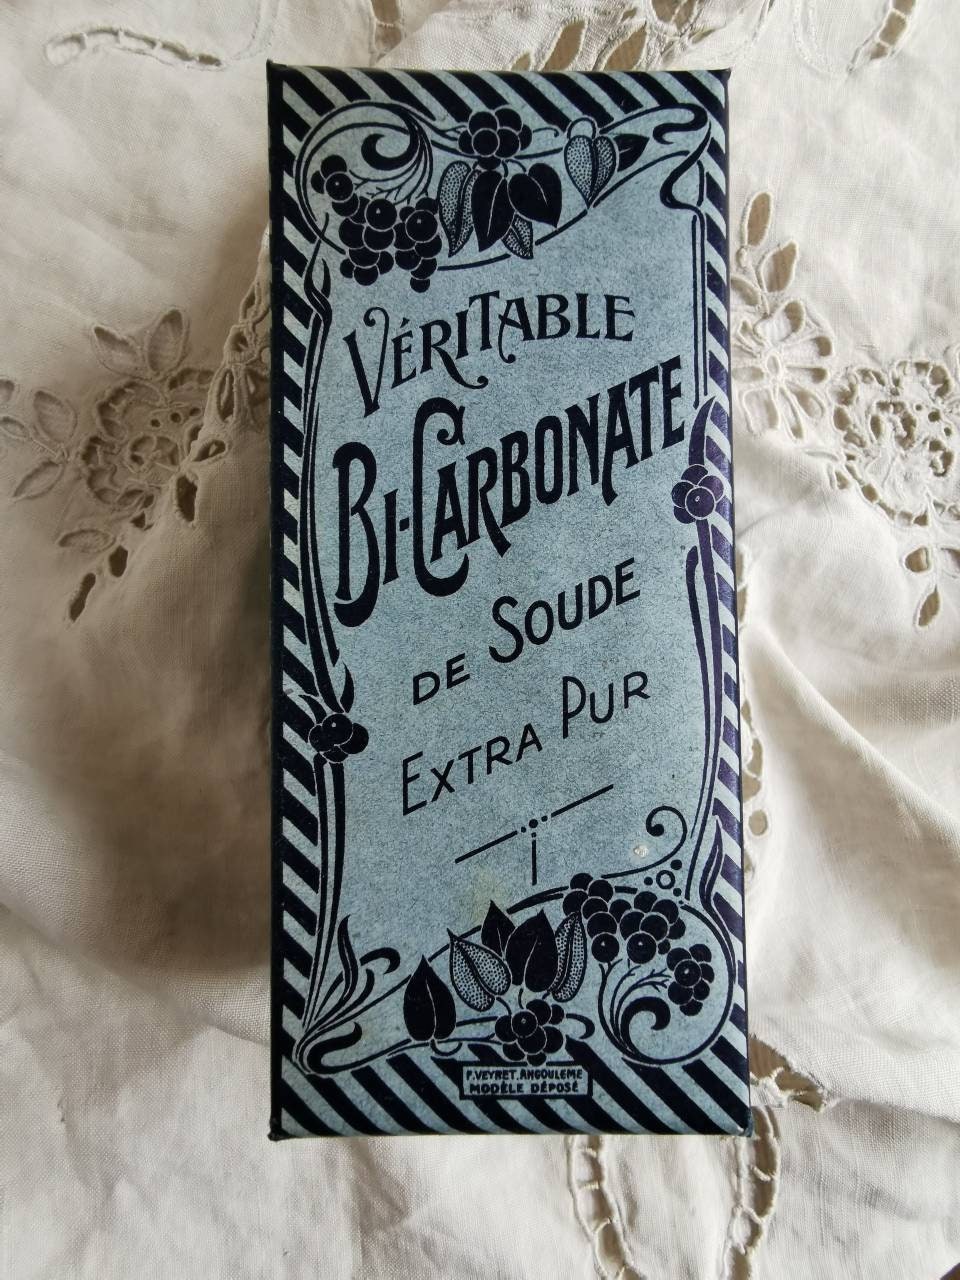 VÉRITABLE
BI-CARBONATE
DE SOUDE
EXTRA PUR
F. VEYRET. ANGOULEME
MODÈLE DÉPOSÉ